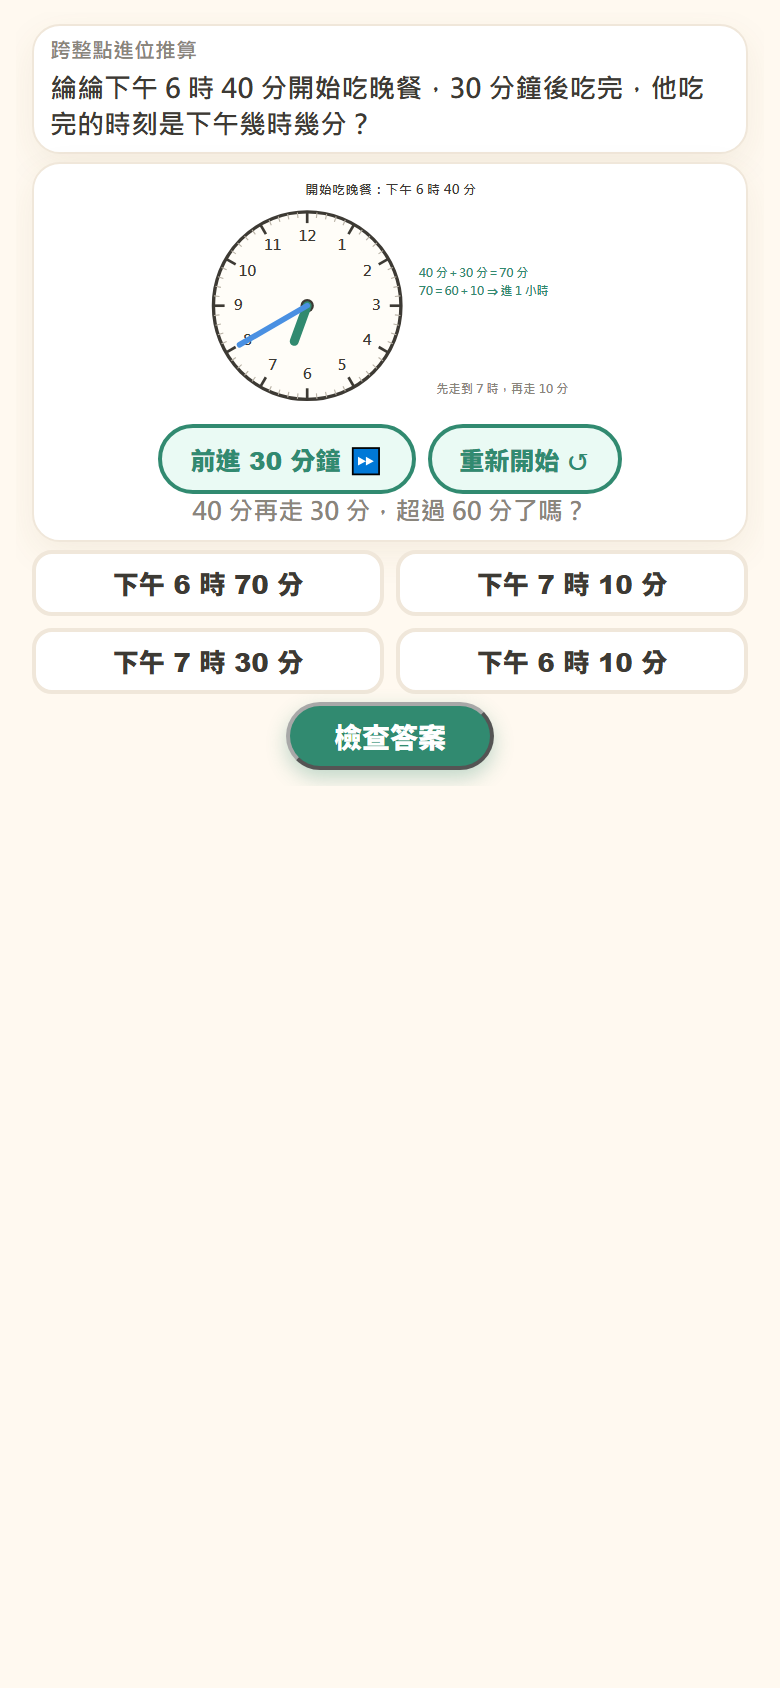 跨整點進位推算
綸綸下午 6 時 40 分開始吃晚餐，30 分鐘後吃完，他吃
完的時刻是下午幾時幾分？
開始吃晚餐：下午 6 時 40 分
12
11
1
10
2
9
3
8
4
7
5
6
40 分 + 30 分 = 70 分
70 = 60 + 10 ⇒ 進 1 小時
先走到 7 時，再走 10 分
前進 30 分鐘 ⏩
重新開始 ↺
40 分再走 30 分，超過 60 分了嗎？
下午 6 時 70 分
下午 7 時 10 分
下午 7 時 30 分
下午 6 時 10 分
檢查答案